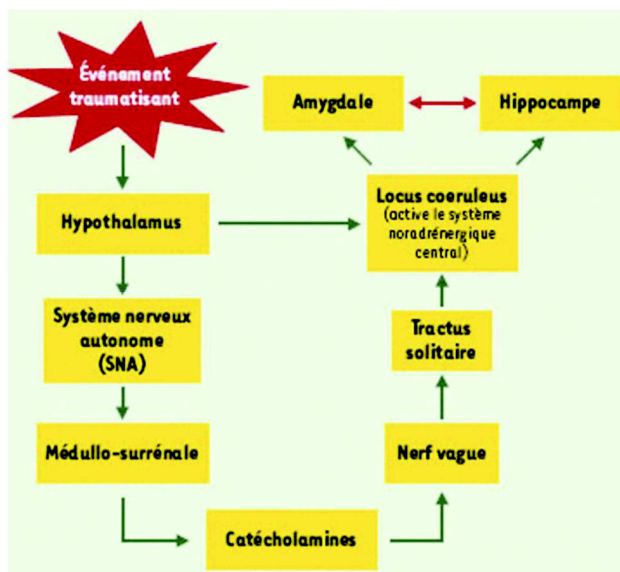 Événement
traumatisant
Amygdale
Hippocampe
Hypothalamus
Locus coeruleus
(active le système
noradrénergique
central)
Système nerveux
autonome
(SNA)
Tractus
solitaire
Médullo-surrénale
Nerf vague
Catécholamines